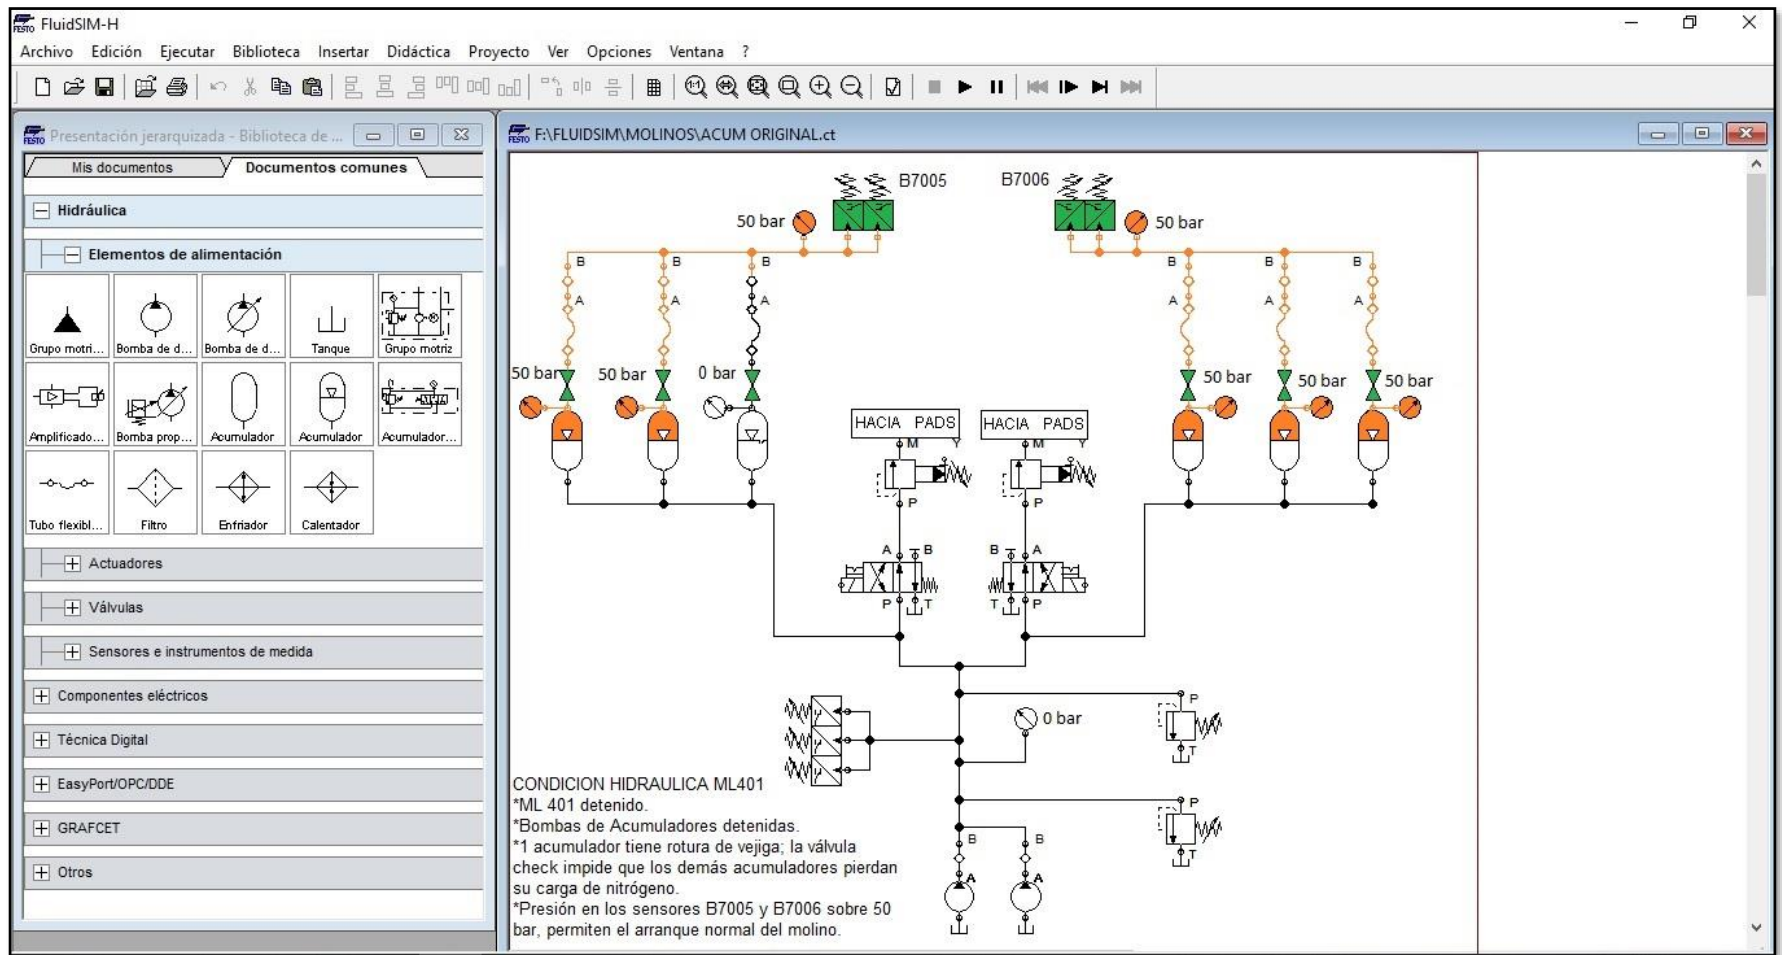 FluidSIM-H
Archivo Edición Ejecutar Biblioteca Insertar Didáctica Proyecto Ver Opciones Ventana ?
Presentación jerarquizada - Biblioteca de ...
Mis documentos Documentos comunes
Hidráulica
Elementos de alimentación
Grupo motri... Bomba de d... Bomba de d... Tanque Grupo motriz
Amplificado... Bomba prop... Acumulador Acumulador Acumulador...
Tubo flexibl... Filtro Enfriador Calentador
Actuadores
Válvulas
Sensores e instrumentos de medida
Componentes eléctricos
Técnica Digital
EasyPort/OPC/DDE
GRAFCET
Otros
F:\FLUIDSIM\MOLINOS\ACUM ORIGINAL.ct
B7005 B7006
50 bar 50 bar
B B B B B B
A A A A A A
50 bar 50 bar 0 bar 50 bar 50 bar 50 bar
HACIA PADS HACIA PADS
M Y M Y
P P
A B B A
P T T P
P
0 bar
T
P
T
B B
A A
CONDICION HIDRAULICA ML401
*ML 401 detenido.
*Bombas de Acumuladores detenidas.
*1 acumulador tiene rotura de vejiga; la válvula
check impide que los demás acumuladores pierdan
su carga de nitrógeno.
*Presión en los sensores B7005 y B7006 sobre 50
bar, permiten el arranque normal del molino.